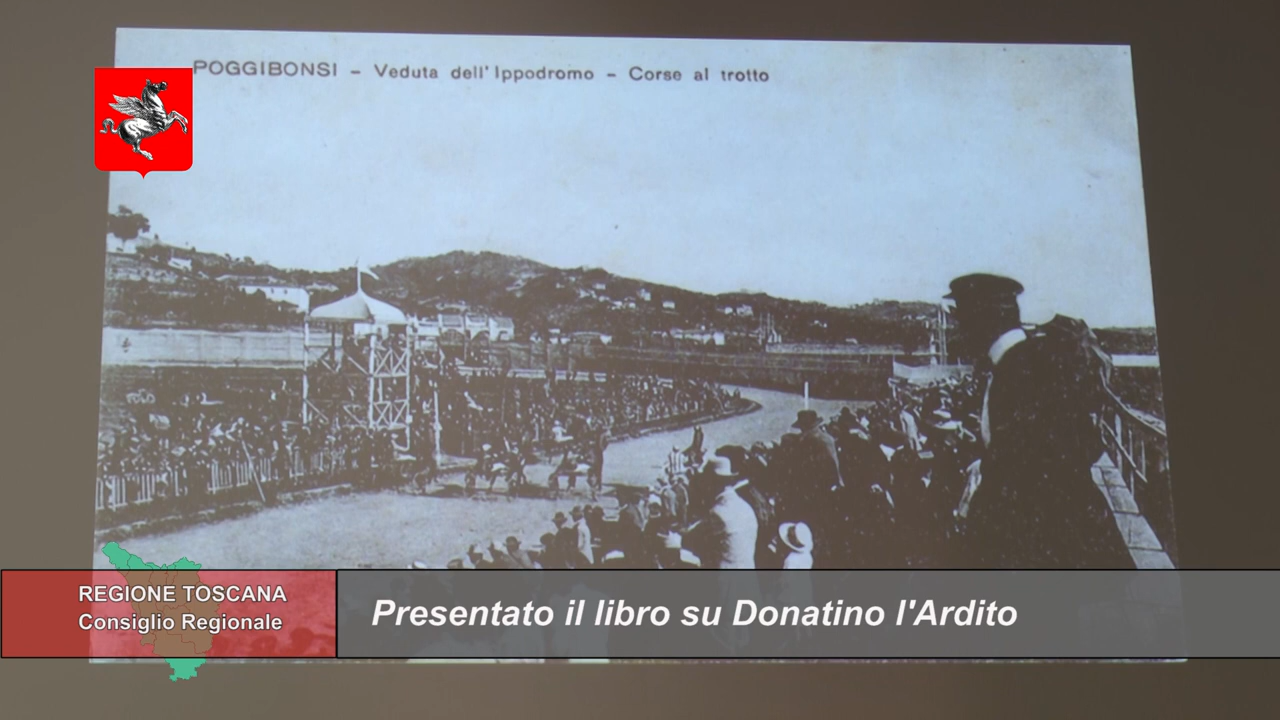 POGGIBONSI - Veduta dell'Ippodromo - Corse al trotto
REGIONE TOSCANA
Consiglio Regionale
Presentato il libro su Donatino l'Ardito